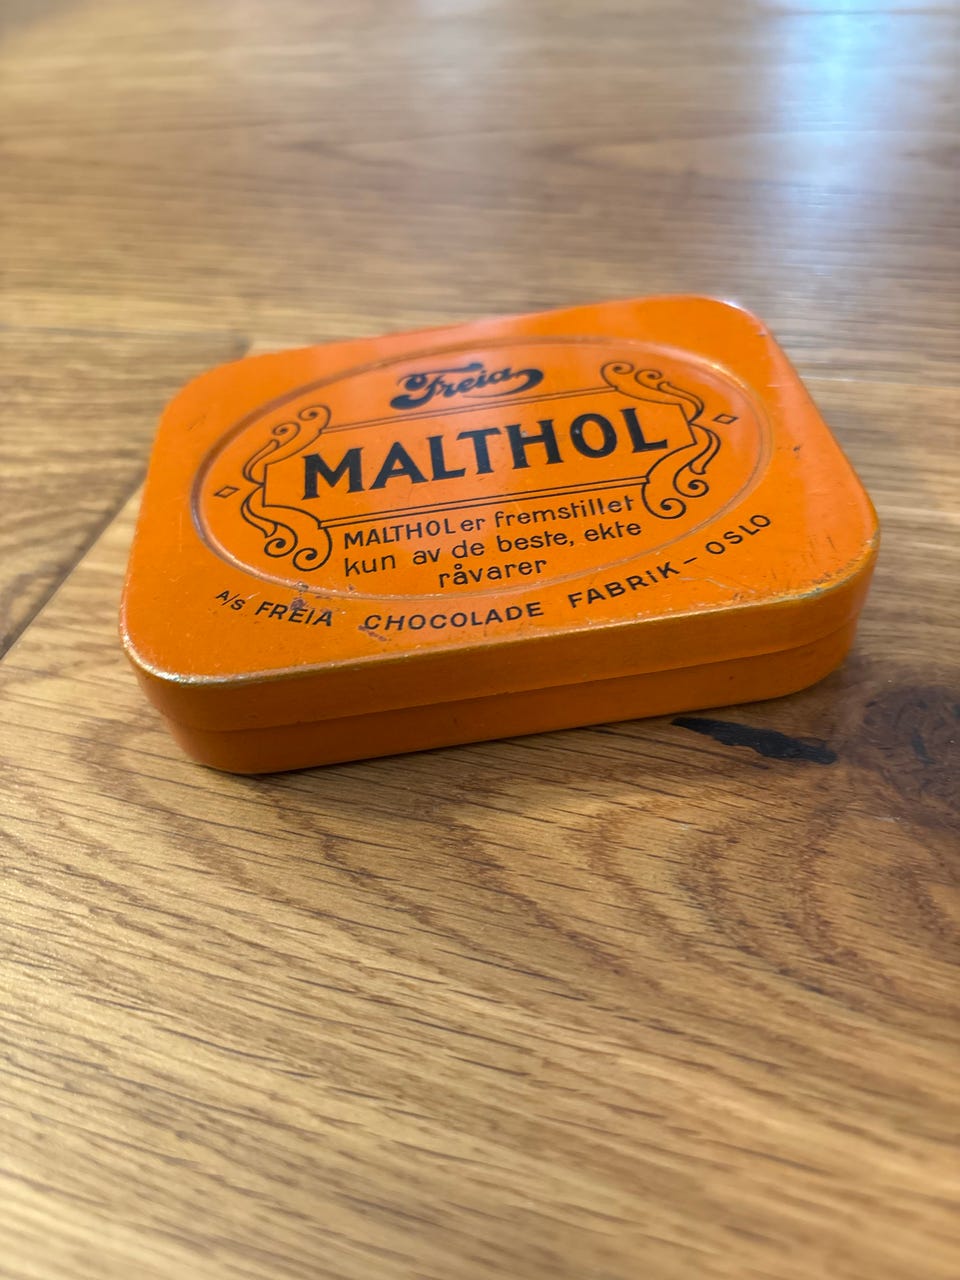 Freia
MALTHOL
MALTHOL er fremstillet
kun av de beste, ekte
råvarer
A/S FREIA CHOCOLADE FABRIK - OSLO